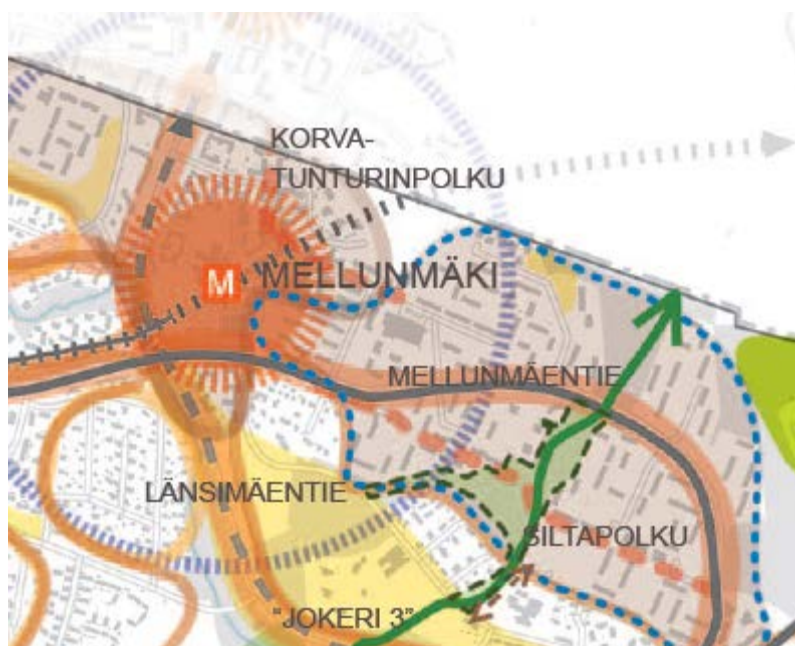 KORVA-
TUNTURINPOLKU
M MELLUNMÄKI
MELLUNMÄENTIE
LÄNSIMÄENTIE
SILTAPOLKU
"JOKERI 3"